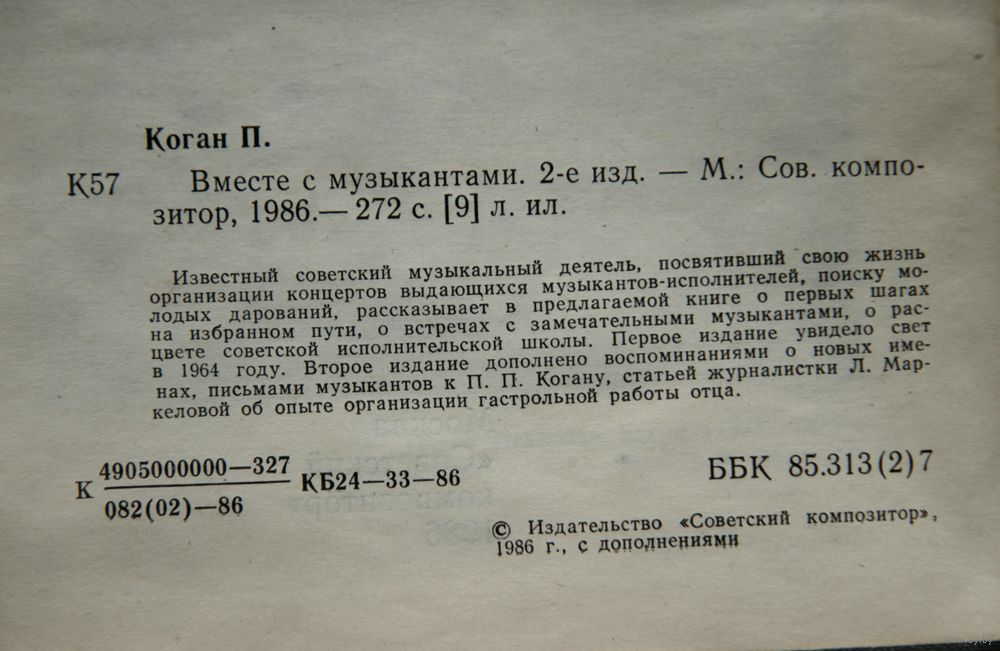 Коган П.
К57 Вместе с музыкантами. 2-е изд. — М.: Сов. компо-
зитор, 1986.— 272 с. [9] л. ил.
Известный советский музыкальный деятель, посвятивший свою жизнь
организации концертов выдающихся музыкантов-исполнителей, поиску мо-
лодых дарований, рассказывает в предлагаемой книге о первых шагах
на избранном пути, о встречах с замечательными музыкантами, о рас-
цвете советской исполнительской школы. Первое издание увидело свет
в 1964 году. Второе издание дополнено воспоминаниями о новых име-
нах, письмами музыкантов к П. П. Когану, статьей журналистки Л. Мар-
келовой об опыте организации гастрольной работы отца.
К 4905000000—327
082(02)—86
КБ24—33—86
ББК 85.313(2)7
© Издательство «Советский композитор»,
1986 г., с дополнениями